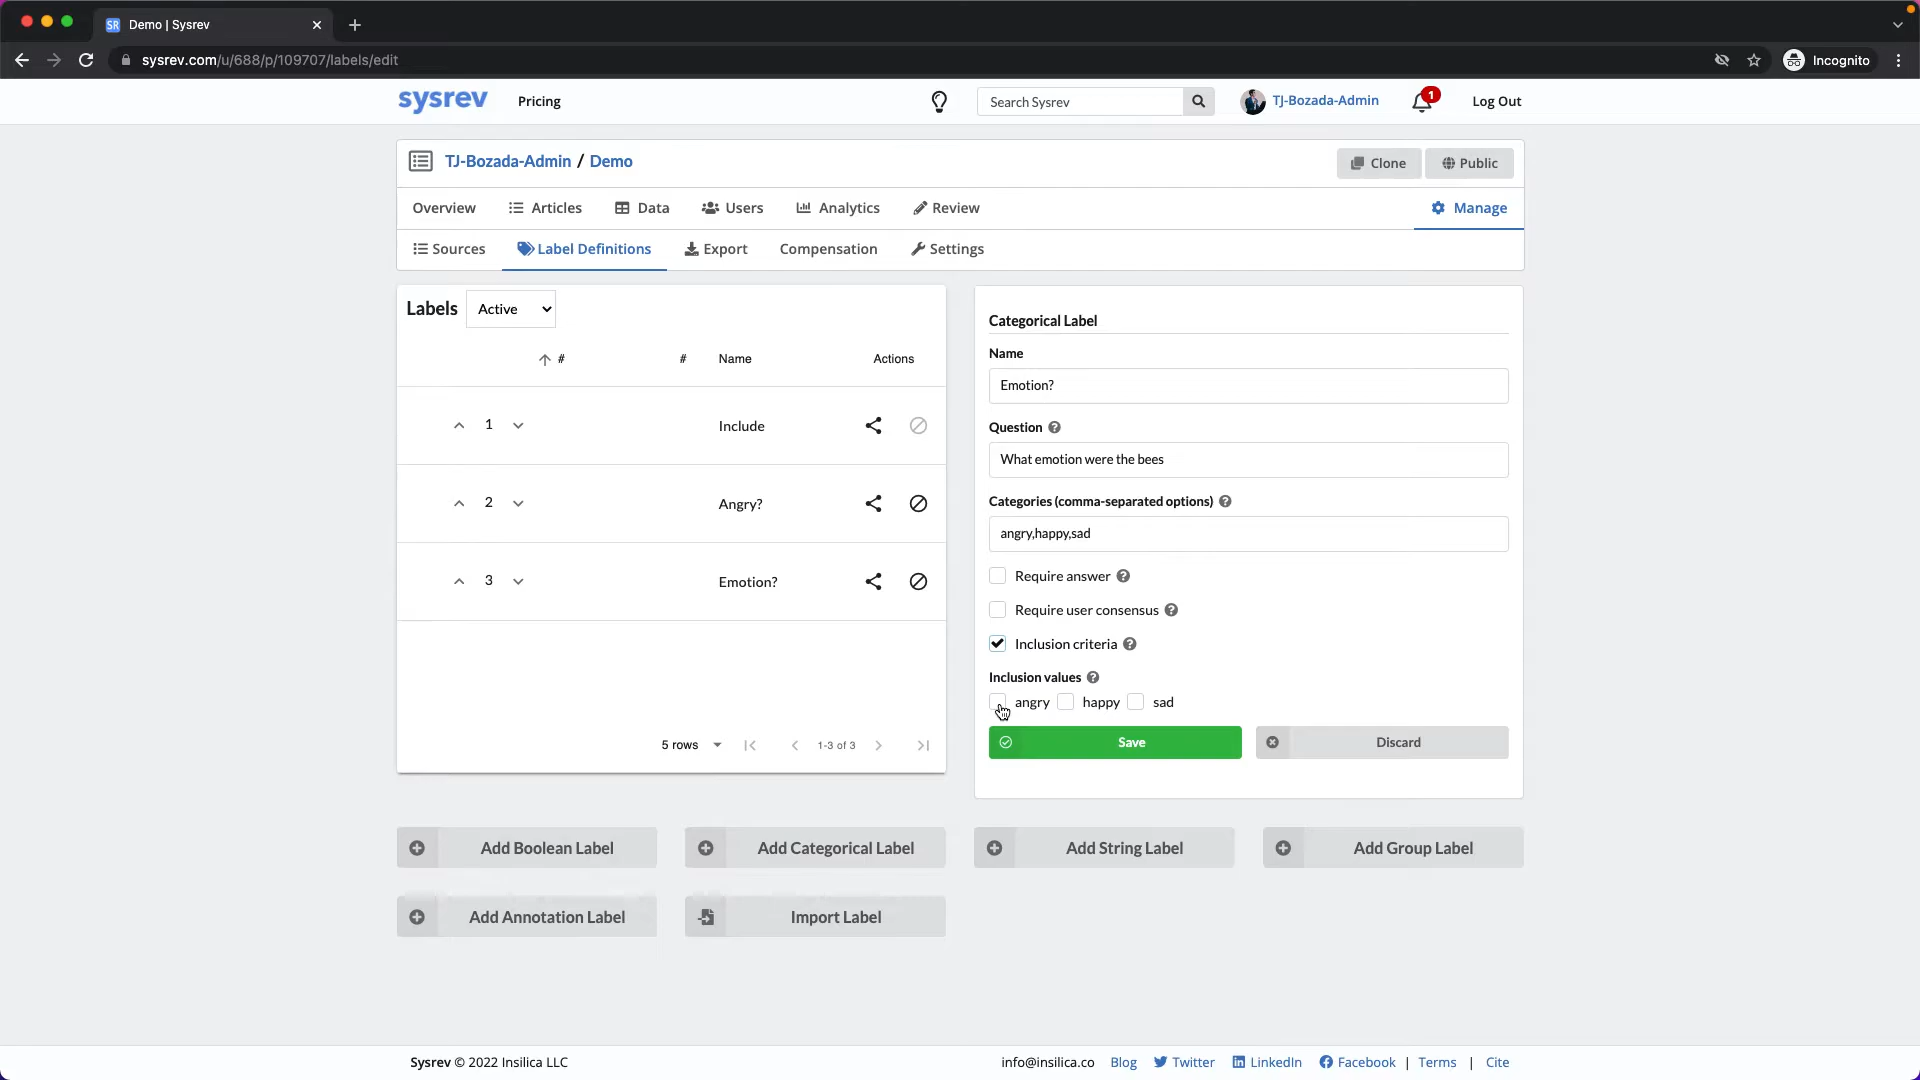 SR Demo | Sysrev
sysrev.com/u/688/p/109707/labels/edit
Incognito
sysrev Pricing Search Sysrev TJ-Bozada-Admin 1 Log Out
TJ-Bozada-Admin / Demo Clone Public
Overview Articles Data Users Analytics Review Manage
Sources Label Definitions Export Compensation Settings
Labels Active
# # Name Actions
1 Include
2 Angry?
3 Emotion?
5 rows 1-3 of 3
Categorical Label
Name
Emotion?
Question
What emotion were the bees
Categories (comma-separated options)
angry,happy,sad
Require answer
Require user consensus
Inclusion criteria
Inclusion values
angry happy sad
Save Discard
Add Boolean Label Add Categorical Label Add String Label Add Group Label
Add Annotation Label Import Label
Sysrev © 2022 Insilica LLC info@insilica.co Blog Twitter LinkedIn Facebook | Terms | Cite